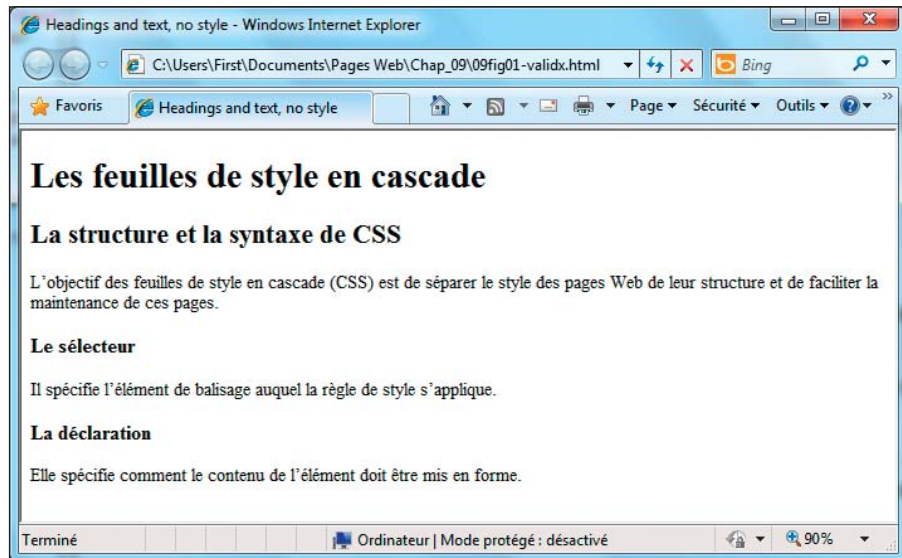 Headings and text, no style - Windows Internet Explorer
C:\Users\First\Documents\Pages Web\Chap_09\09fig01-validx.html
Bing
Favoris
Headings and text, no style
Page
Sécurité
Outils
Les feuilles de style en cascade
La structure et la syntaxe de CSS
L’objectif des feuilles de style en cascade (CSS) est de séparer le style des pages Web de leur structure et de faciliter la
maintenance de ces pages.
Le sélecteur
Il spécifie l’élément de balisage auquel la règle de style s’applique.
La déclaration
Elle spécifie comment le contenu de l’élément doit être mis en forme.
Terminé
Ordinateur | Mode protégé : désactivé
90%